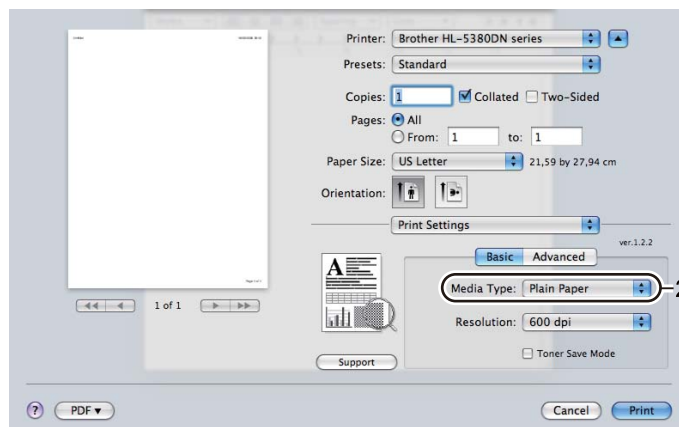 Printer: Brother HL-5380DN series
Presets: Standard
Copies: 1 Collated Two-Sided
Pages: All
From: 1 to: 1
Paper Size: US Letter 21,59 by 27,94 cm
Orientation:
Print Settings
ver.1.2.2
Basic Advanced
Media Type: Plain Paper
2
Resolution: 600 dpi
Toner Save Mode
Support
1 of 1
A
? PDF Cancel Print